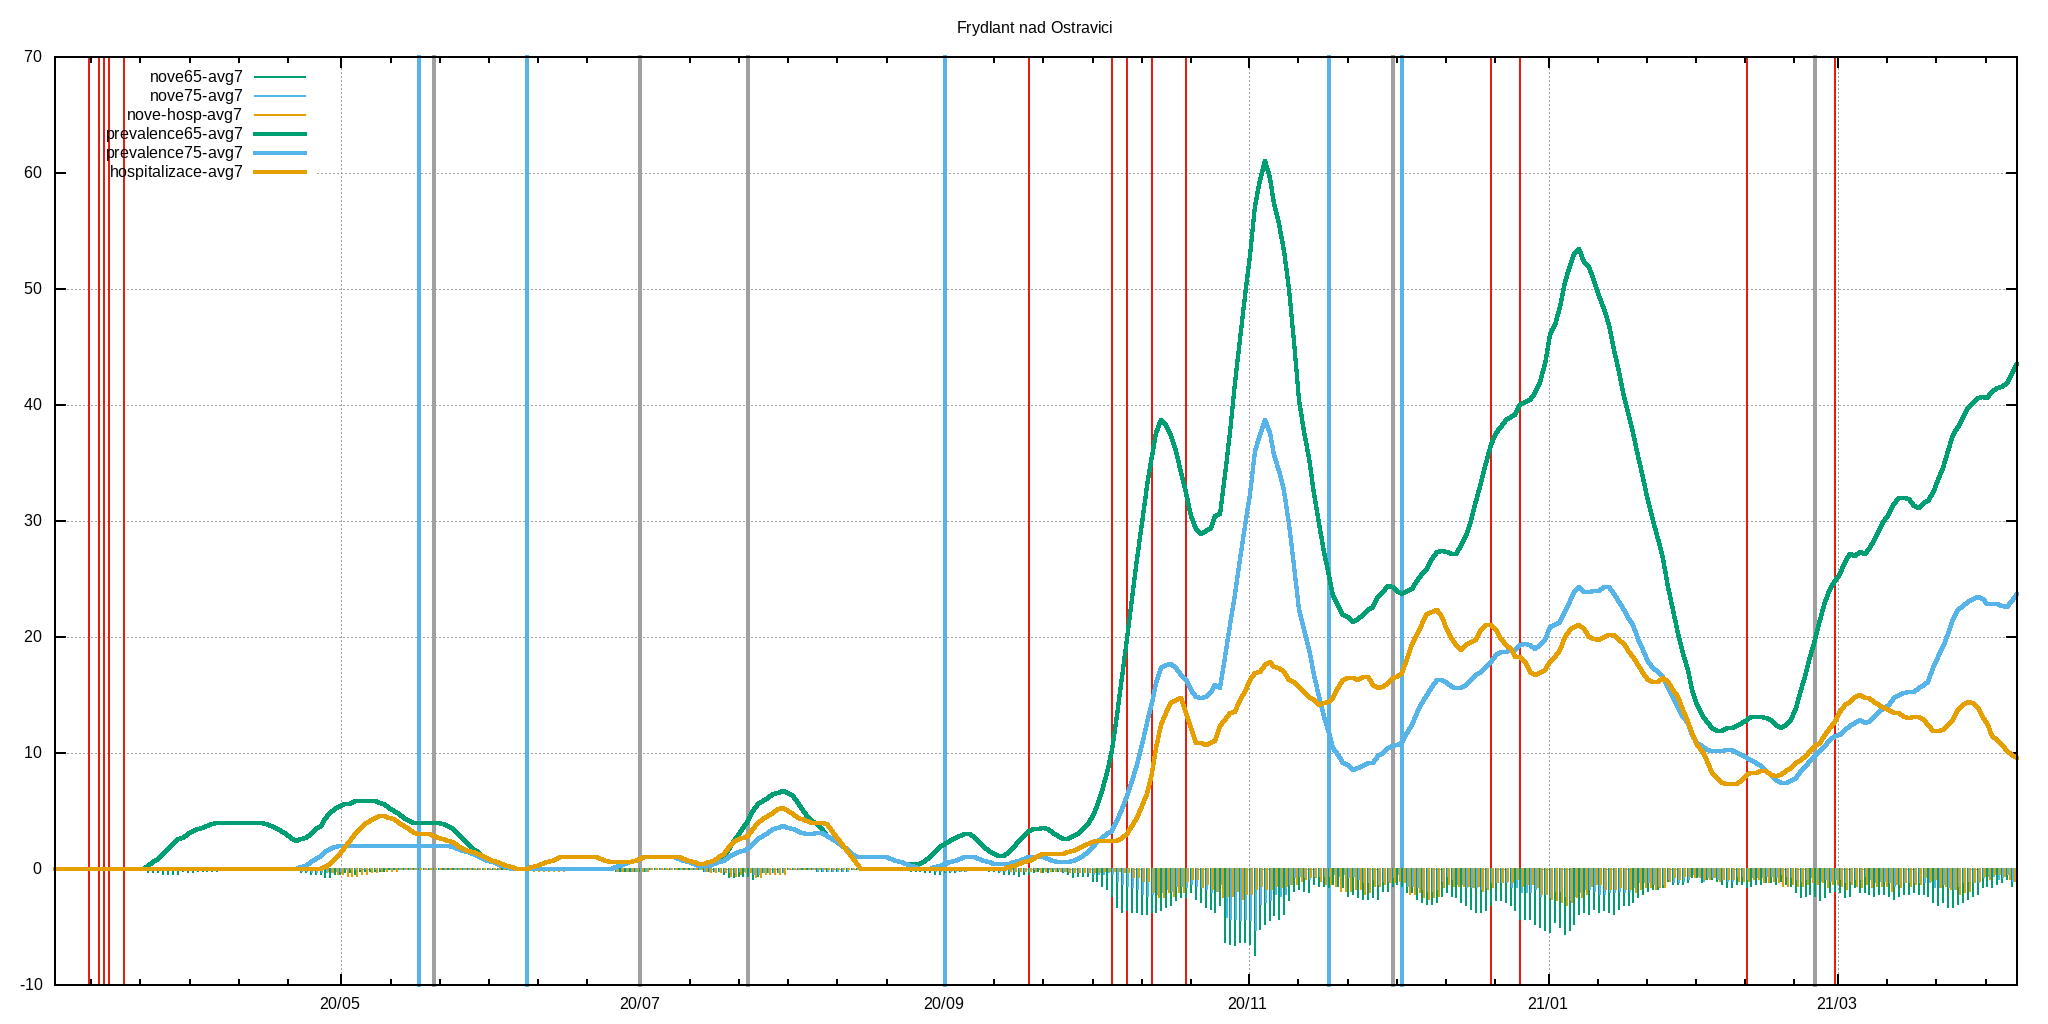 Frydlant nad Ostravici
70
60
50
40
30
20
10
0
-10
nove65-avg7
nove75-avg7
nove-hosp-avg7
prevalence65-avg7
prevalence75-avg7
hospitalizace-avg7
20/05 20/07 20/09 20/11 21/01 21/03